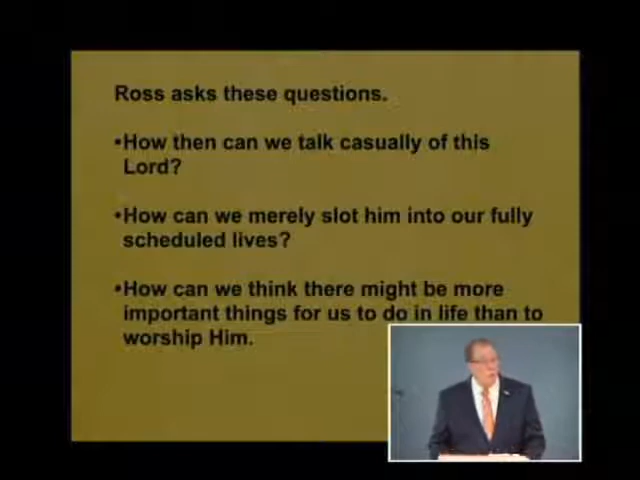 Ross asks these questions.
•How then can we talk casually of this
Lord?
•How can we merely slot him into our fully
scheduled lives?
•How can we think there might be more
important things for us to do in life than to
worship Him.